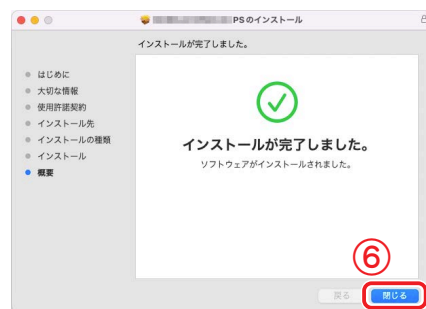 PSのインストール
インストールが完了しました。
はじめに
大切な情報
使用許諾契約
インストール先
インストールの種類
インストール
概要
インストールが完了しました。
ソフトウェアがインストールされました。
⑥
戻る
閉じる